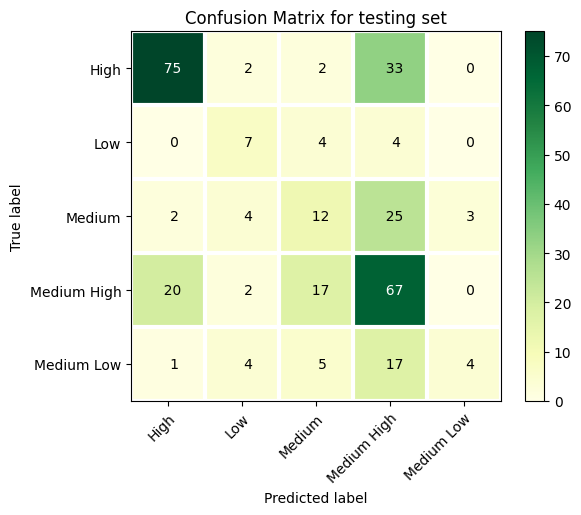 Confusion Matrix for testing set
True label
High 75 2 2 33 0
Low 0 7 4 4 0
Medium 2 4 12 25 3
Medium High 20 2 17 67 0
Medium Low 1 4 5 17 4
High Low Medium Medium High Medium Low
Predicted label
70
60
50
40
30
20
10
0